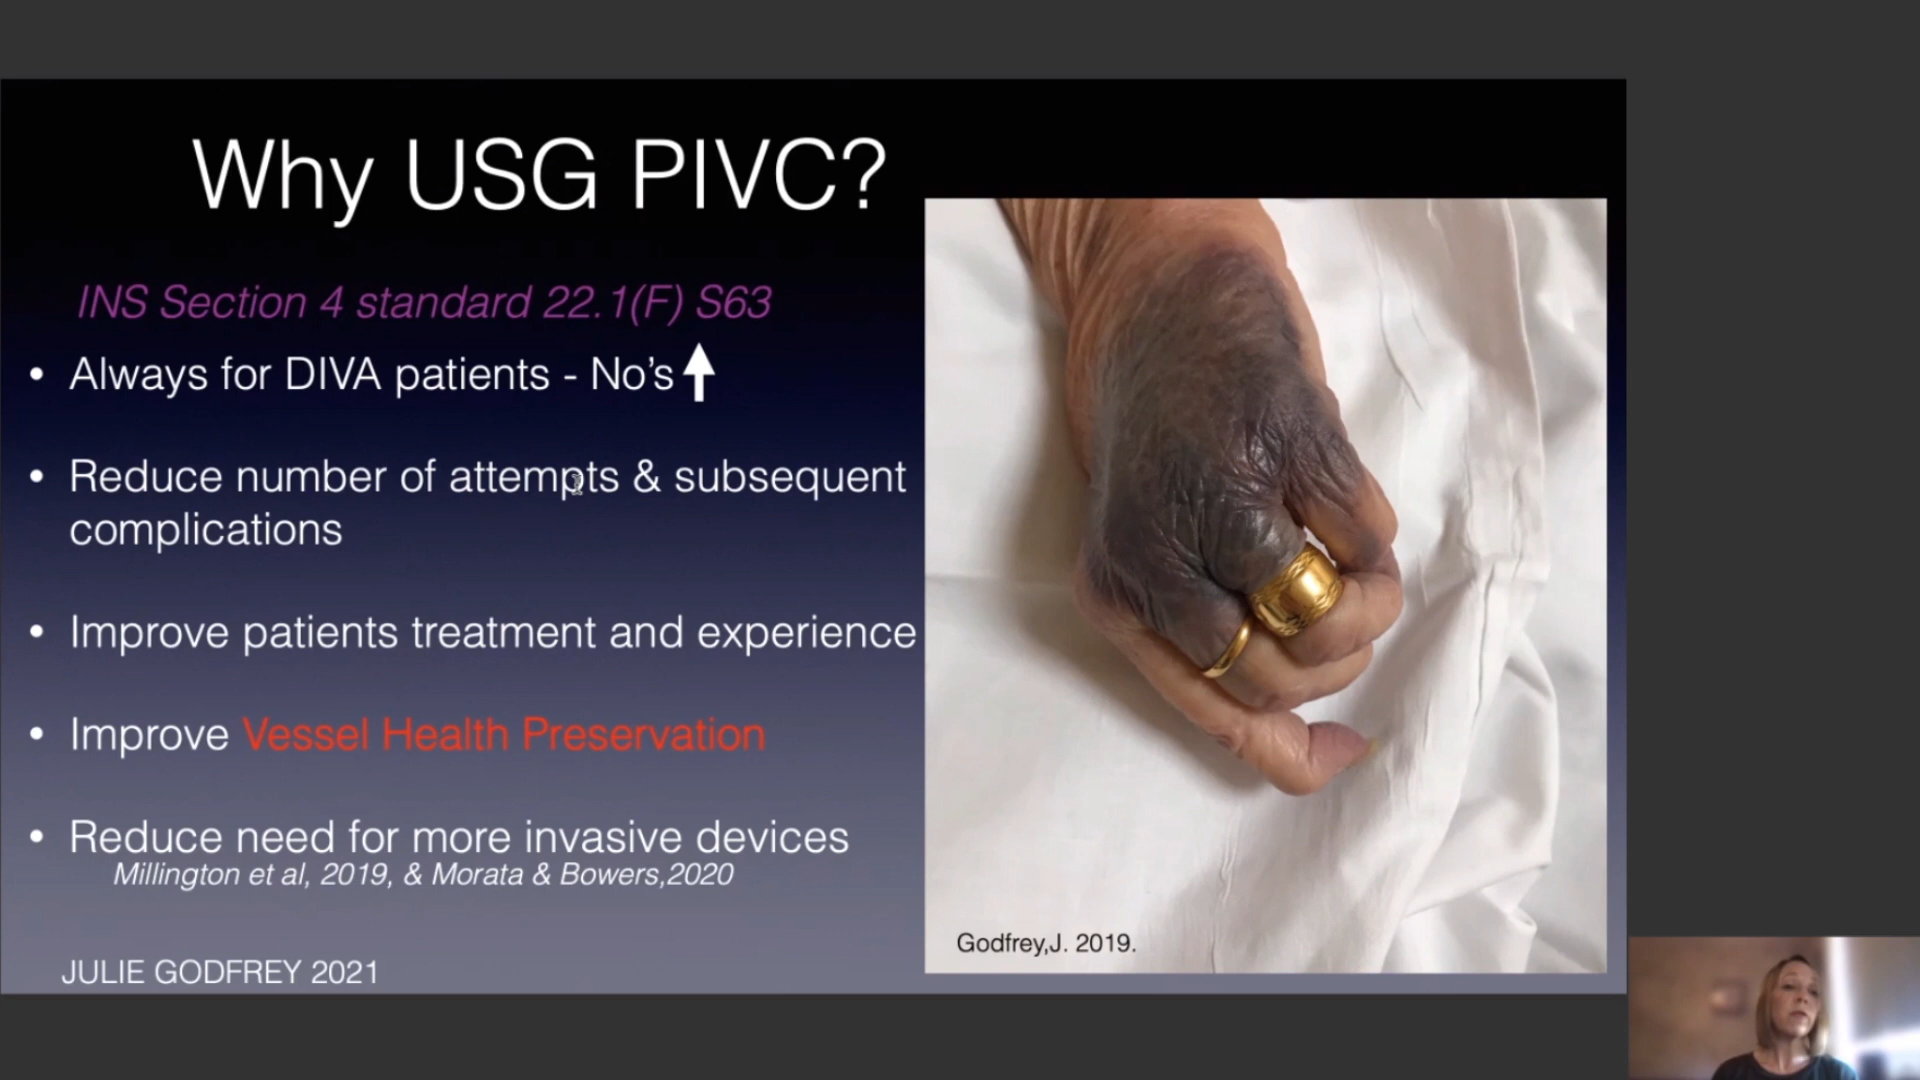 Why USG PIVC?
INS Section 4 standard 22.1(F) S63
• Always for DIVA patients - No's
• Reduce number of attempts & subsequent
complications
• Improve patients treatment and experience
• Improve Vessel Health Preservation
• Reduce need for more invasive devices
Millington et al, 2019, & Morata & Bowers,2020
JULIE GODFREY 2021
Godfrey,J. 2019.